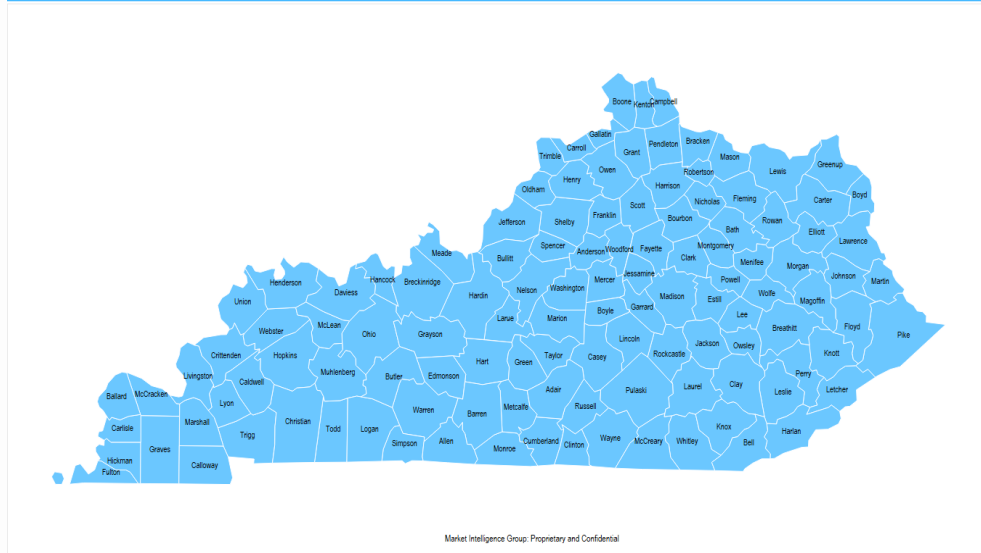 Boone
Kenton
Campbell
Gallatin
Carroll
Grant
Pendleton
Bracken
Trimble
Mason
Owen
Robertson
Lewis
Greenup
Henry
Oldham
Harrison
Nicholas
Fleming
Carter
Boyd
Scott
Jefferson
Shelby
Franklin
Bourbon
Rowan
Bath
Elliott
Lawrence
Spencer
Anderson
Woodford
Fayette
Montgomery
Meade
Bullitt
Clark
Menifee
Morgan
Henderson
Hancock
Breckinridge
Jessamine
Mercer
Powell
Johnson
Martin
Daviess
Hardin
Nelson
Washington
Madison
Estill
Wolfe
Magoffin
Union
Larue
Marion
Boyle
Garrard
Lee
Webster
McLean
Ohio
Grayson
Breathitt
Floyd
Pike
Lincoln
Jackson
Owsley
Crittenden
Hopkins
Hart
Green
Taylor
Casey
Rockcastle
Knott
Livingston
Caldwell
Muhlenberg
Butler
Edmonson
Perry
Ballard
McCracken
Lyon
Adair
Pulaski
Laurel
Clay
Leslie
Letcher
Marshall
Christian
Warren
Barren
Metcalfe
Russell
Carlisle
Trigg
Todd
Logan
Knox
Harlan
Graves
Simpson
Allen
Monroe
Cumberland
Clinton
Wayne
McCreary
Whitley
Bell
Hickman
Calloway
Fulton
Market Intelligence Group: Proprietary and Confidential